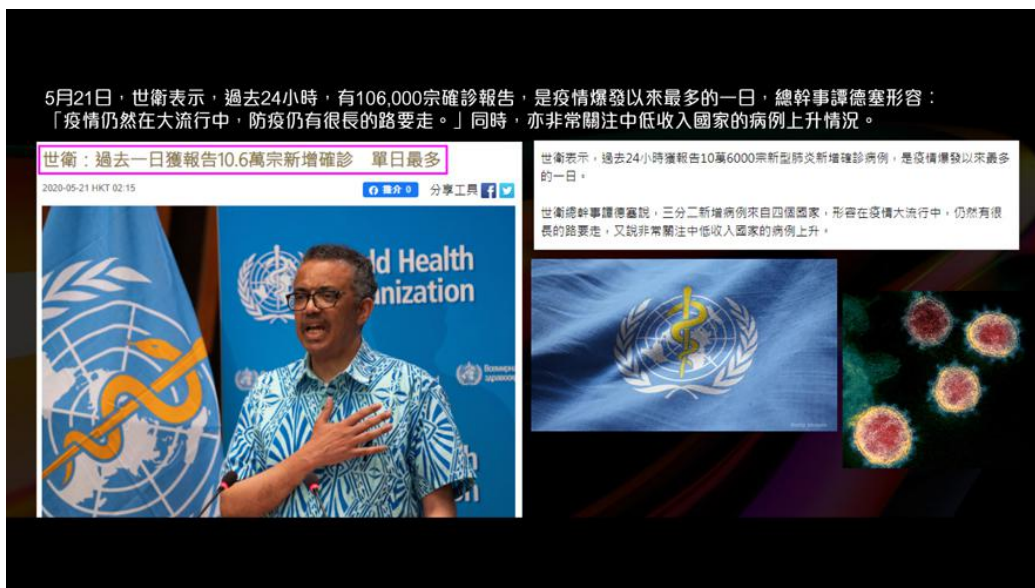 5月21日，世衛表示，過去24小時，有106,000宗確診報告，是疫情爆發以來最多的一日，總幹事譚德塞形容：
「疫情仍然在大流行中，防疫仍有很長的路要走。」同時，亦非常關注中低收入國家的病例上升情況。
世衛：過去一日獲報告10.6萬宗新增確診　單日最多
2020-05-21 HKT 02:15
推介 0 分享工具
世衛表示，過去24小時獲報告10萬6000宗新型肺炎新增確診病例，是疫情爆發以來最多
的一日。
世衛總幹事譚德塞說，三分二新增病例來自四個國家，形容在疫情大流行中，仍然有很
長的路要走，又說非常關注中低收入國家的病例上升。
ld Health
anization